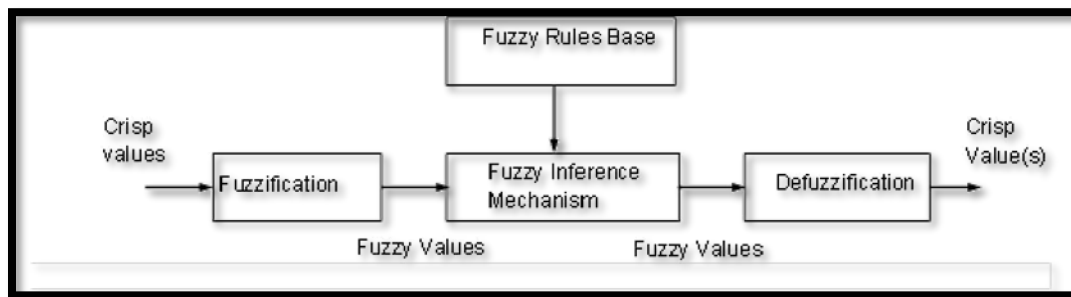 Fuzzy Rules Base
Crisp
values
Fuzzification
Fuzzy Inference
Mechanism
Defuzzification
Crisp
Value(s)
Fuzzy Values
Fuzzy Values